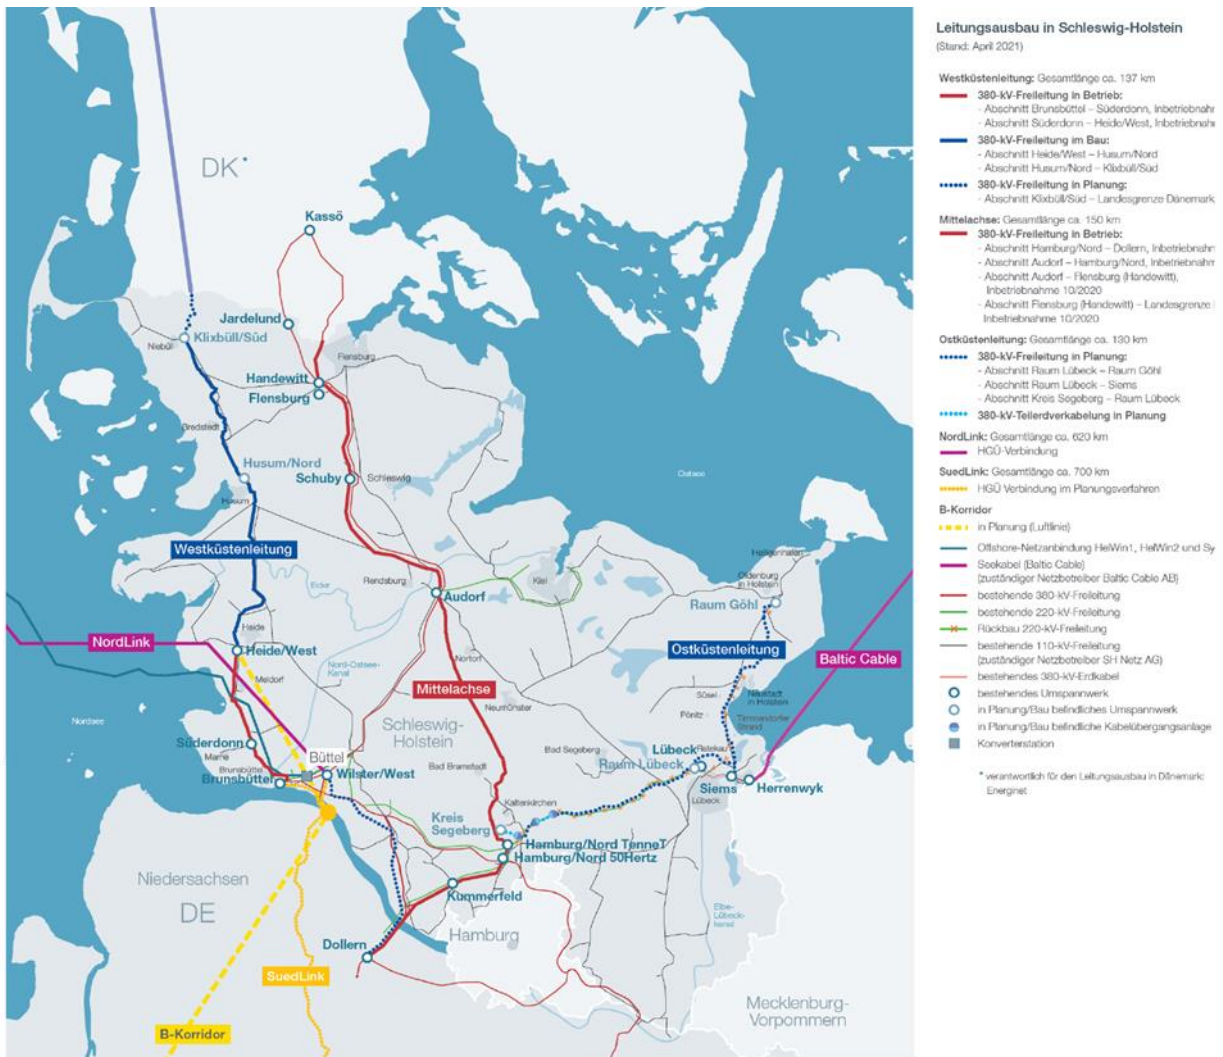 DK*
Kassö
Jardelund
Klixbüll/Süd
Niebüll
Flensburg
Handewitt
Flensburg
Bredstedt
Husum/Nord
Schuby
Schleswig
Husum
Ostsee
Westküstenleitung
Eider
Rendsburg
Kiel
Heiligenhafen
Oldenburg
in Holstein
Audorf
Raum Göhl
Heide
NordLink
Heide/West
Ostküstenleitung
Baltic Cable
Nord-Ostsee-
Kanal
Nortorf
Meldorf
Mittelachse
Süsel
Neustadt
in Holstein
Neumünster
Pönitz
Timmendorfer
Strand
Nordsee
Schleswig-
Holstein
Süderdonn
Marne
Büttel
Bad Segeberg
Lübeck
Ratekau
Brunsbüttel
Bad Bramstedt
Raum Lübeck
Brunsbüttel
Wilster/West
Siems
Herrenwyk
Lübeck
Kaltenkirchen
Kreis
Segeberg
Hamburg/Nord TenneT
Hamburg/Nord 50Hertz
Niedersachsen
DE
Kummerfeld
Elbe-
Lübeck-
kanal
Hamburg
Dollern
SuedLink
Mecklenburg-
Vorpommern
B-Korridor
Leitungsausbau in Schleswig-Holstein
(Stand: April 2021)
Westküstenleitung: Gesamtlänge ca. 137 km
380-kV-Freileitung in Betrieb:
- Abschnitt Brunsbüttel – Süderdonn, Inbetriebnahm
- Abschnitt Süderdonn – Heide/West, Inbetriebnahm
380-kV-Freileitung im Bau:
- Abschnitt Heide/West – Husum/Nord
- Abschnitt Husum/Nord – Klixbüll/Süd
380-kV-Freileitung in Planung:
- Abschnitt Klixbüll/Süd – Landesgrenze Dänemark
Mittelachse: Gesamtlänge ca. 150 km
380-kV-Freileitung in Betrieb:
- Abschnitt Hamburg/Nord – Dollern, Inbetriebnahm
- Abschnitt Audorf – Hamburg/Nord, Inbetriebnahm
- Abschnitt Audorf – Flensburg (Handewitt),
Inbetriebnahme 10/2020
- Abschnitt Flensburg (Handewitt) – Landesgrenze
Inbetriebnahme 10/2020
Ostküstenleitung: Gesamtlänge ca. 130 km
380-kV-Freileitung in Planung:
- Abschnitt Raum Lübeck – Raum Göhl
- Abschnitt Raum Lübeck – Siems
- Abschnitt Kreis Segeberg – Raum Lübeck
380-kV-Teilerdverkabelung in Planung
NordLink: Gesamtlänge ca. 620 km
HGÜ-Verbindung
SuedLink: Gesamtlänge ca. 700 km
HGÜ Verbindung im Planungsverfahren
B-Korridor
in Planung (Luftlinie)
Offshore-Netzanbindung HelWin1, HelWin2 und Sy
Seekabel (Baltic Cable)
(zuständiger Netzbetreiber Baltic Cable AB)
bestehende 380-kV-Freileitung
bestehende 220-kV-Freileitung
Rückbau 220-kV-Freileitung
bestehende 110-kV-Freileitung
(zuständiger Netzbetreiber SH Netz AG)
bestehendes 380-kV-Erdkabel
bestehendes Umspannwerk
in Planung/Bau befindliches Umspannwerk
in Planung/Bau befindliche Kabelübergangsanlage
Konverterstation
* verantwortlich für den Leitungsausbau in Dänemark:
Energinet